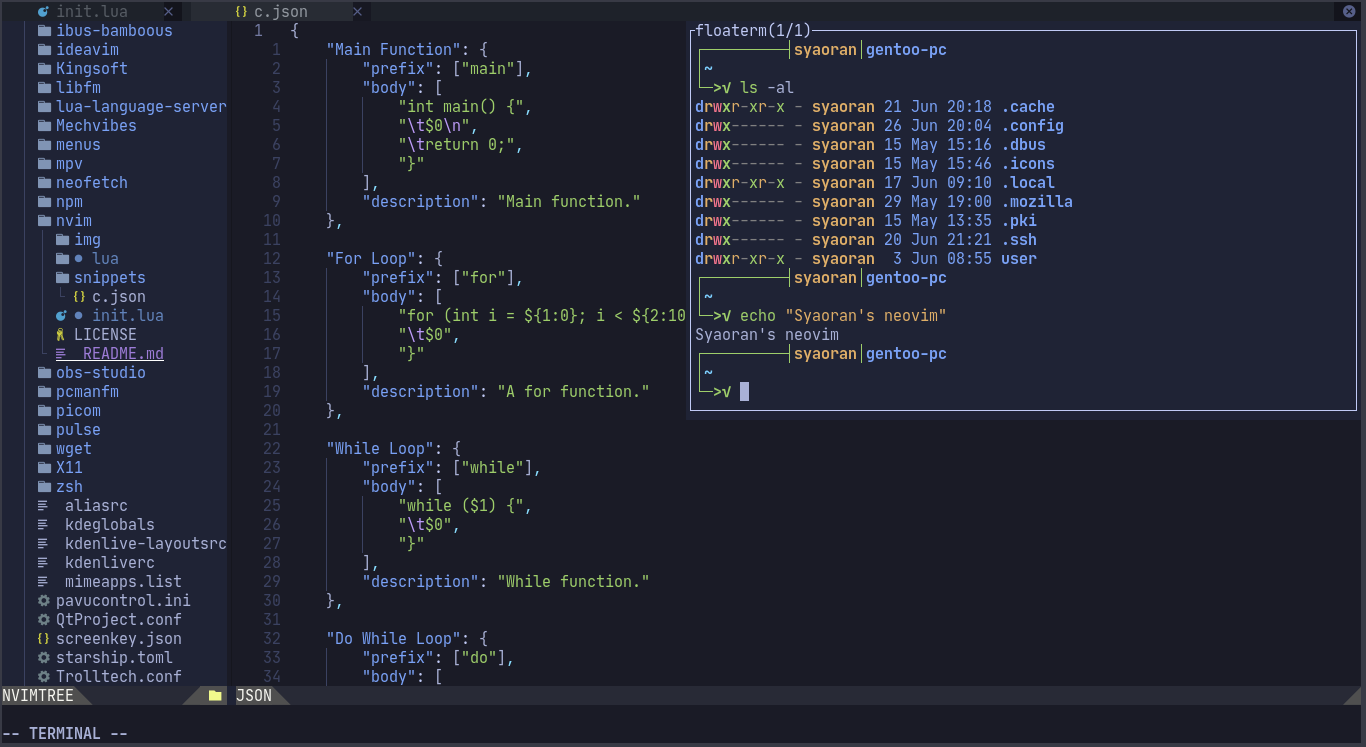 init.lua
c.json
ibus-bamboous
ideavim
Kingsoft
libfm
lua-language-server
Mechvibes
menus
mpv
neofetch
npm
nvim
img
lua
snippets
{} c.json
init.lua
LICENSE
README.md
obs-studio
pcmanfm
picom
pulse
wget
X11
zsh
aliasrc
kdeglobals
kdenlive-layoutsrc
kdenliverc
mimeapps.list
pavucontrol.ini
QtProject.conf
{} screenkey.json
starship.toml
Trolltech.conf
NVIMTREE
1 {
1 "Main Function": {
2 "prefix": ["main"],
3 "body": [
4 "int main() {",
5 "\t$0\n",
6 "\treturn 0;",
7 "}"
8 ],
9 "description": "Main function."
10 },
11
12 "For Loop": {
13 "prefix": ["for"],
14 "body": [
15 "for (int i = ${1:0}; i < ${2:10
16 "\t$0",
17 "}"
18 ],
19 "description": "A for function."
20 },
21
22 "While Loop": {
23 "prefix": ["while"],
24 "body": [
25 "while ($1) {",
26 "\t$0",
27 "}"
28 ],
29 "description": "While function."
30 },
31
32 "Do While Loop": {
33 "prefix": ["do"],
34 "body": [
JSON
floaterm(1/1)
syaoran│gentoo-pc
~
└─>√ ls -al
drwxr-xr-x - syaoran 21 Jun 20:18 .cache
drwx------ - syaoran 26 Jun 20:04 .config
drwx------ - syaoran 15 May 15:16 .dbus
drwx------ - syaoran 15 May 15:46 .icons
drwxr-xr-x - syaoran 17 Jun 09:10 .local
drwx------ - syaoran 29 May 19:00 .mozilla
drwx------ - syaoran 15 May 13:35 .pki
drwx------ - syaoran 20 Jun 21:21 .ssh
drwxr-xr-x - syaoran 3 Jun 08:55 user
syaoran│gentoo-pc
~
└─>√ echo "Syaoran's neovim"
Syaoran's neovim
syaoran│gentoo-pc
~
└─>√
-- TERMINAL --